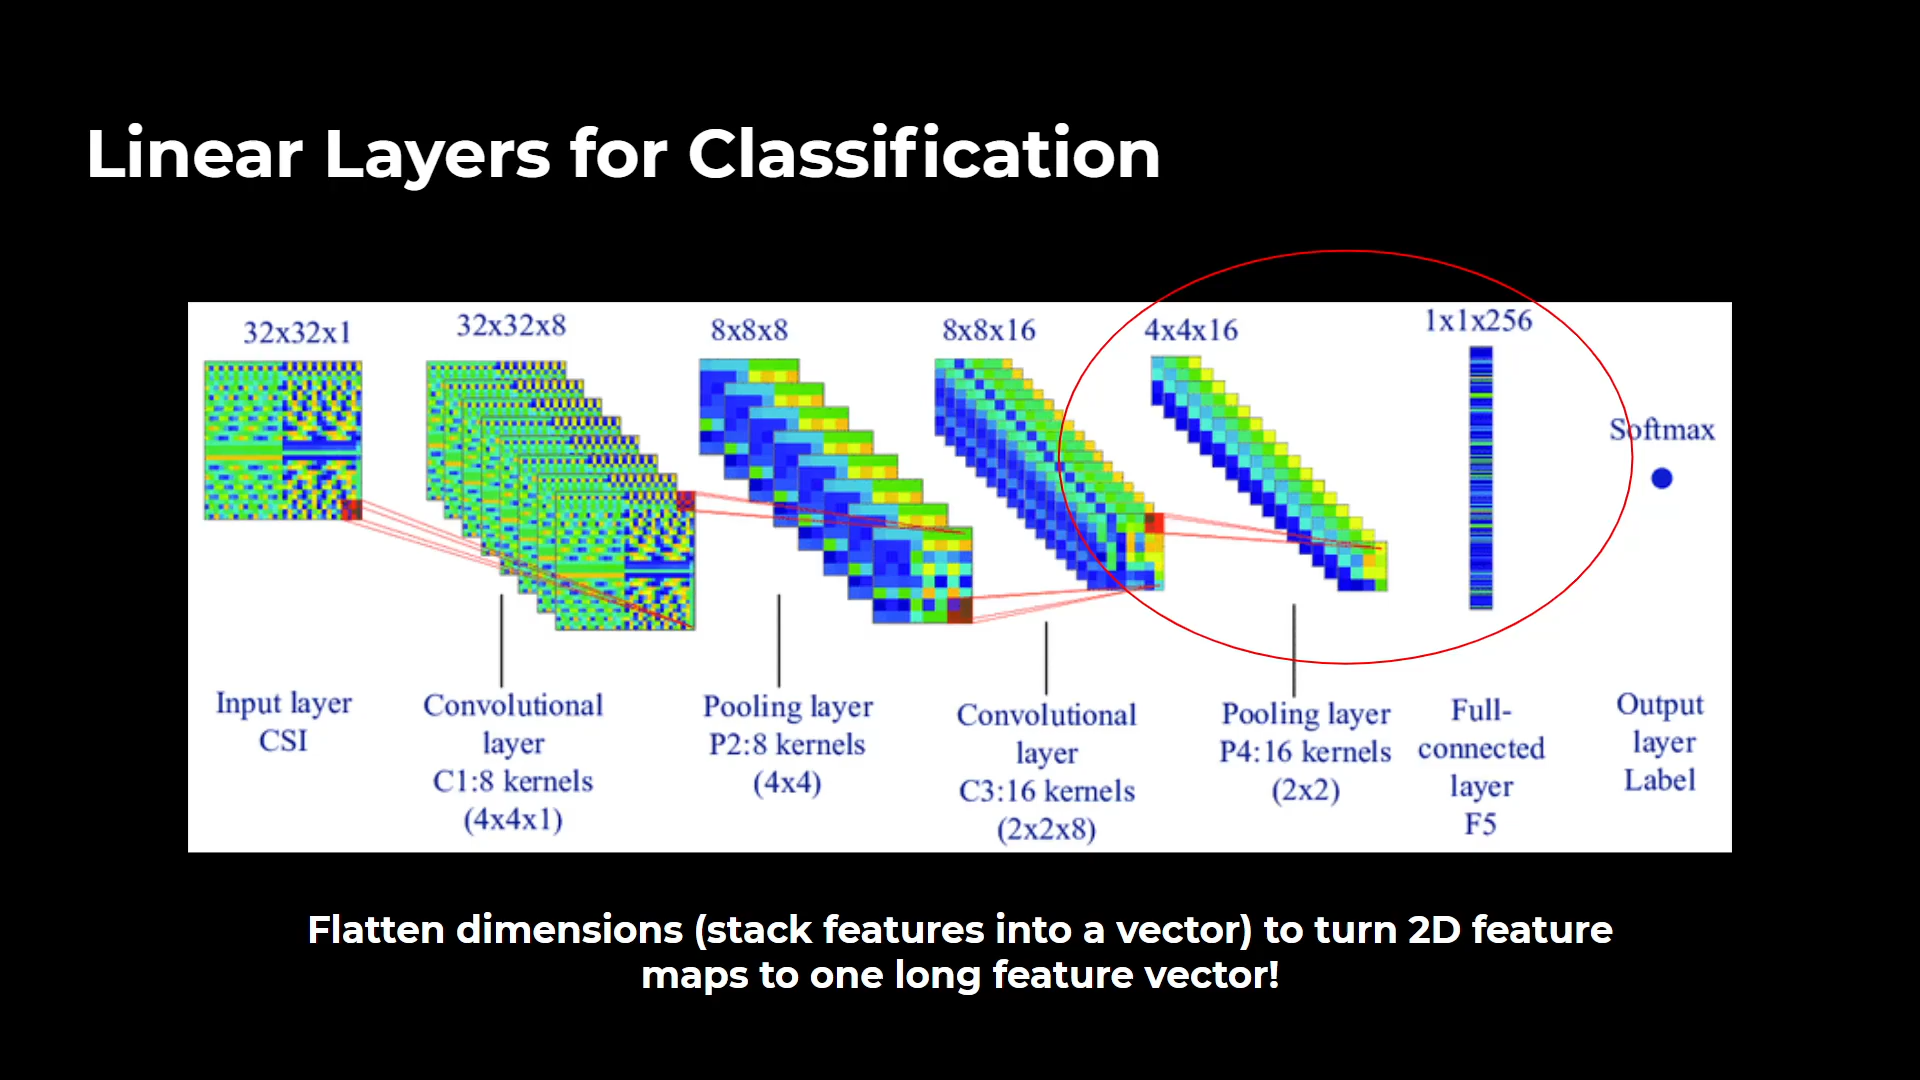 Linear Layers for Classification
32x32x1
32x32x8
8x8x8
8x8x16
4x4x16
1x1x256
Softmax
Input layer
CSI
Convolutional
layer
C1:8 kernels
(4x4x1)
Pooling layer
P2:8 kernels
(4x4)
Convolutional
layer
C3:16 kernels
(2x2x8)
Pooling layer
P4:16 kernels
(2x2)
Full-
connected
layer
F5
Output
layer
Label
Flatten dimensions (stack features into a vector) to turn 2D feature
maps to one long feature vector!